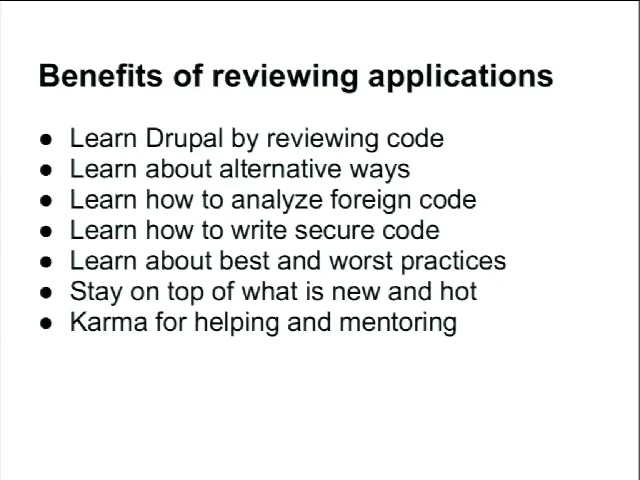 Benefits of reviewing applications
● Learn Drupal by reviewing code
● Learn about alternative ways
● Learn how to analyze foreign code
● Learn how to write secure code
● Learn about best and worst practices
● Stay on top of what is new and hot
● Karma for helping and mentoring